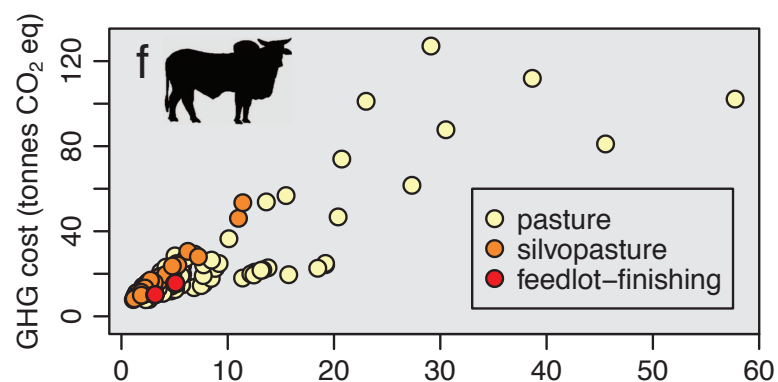 f
GHG cost (tonnes CO₂ eq)
120
80
40
0
pasture
silvopasture
feedlot–finishing
0 10 20 30 40 50 60